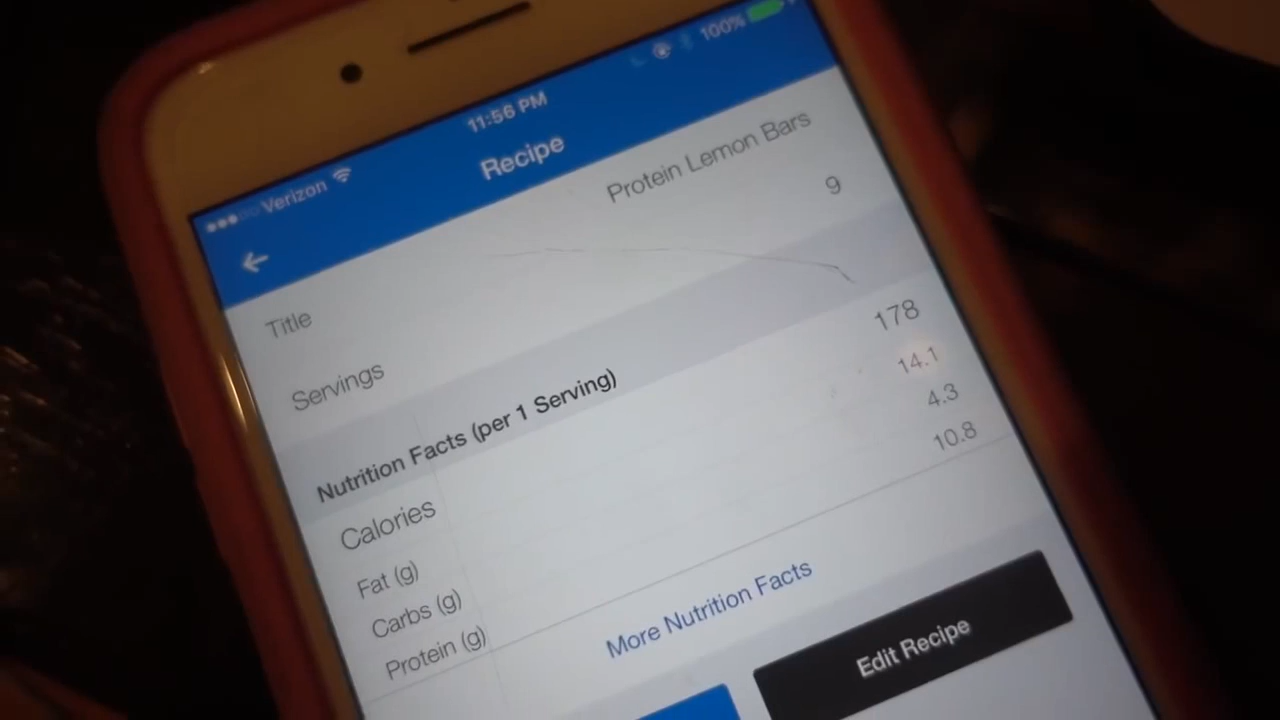 Verizon 11:56 PM 100%
Recipe
Title Protein Lemon Bars
Servings 9
Nutrition Facts (per 1 Serving)
Calories 178
Fat (g) 14.1
Carbs (g) 4.3
Protein (g) 10.8
More Nutrition Facts
Edit Recipe